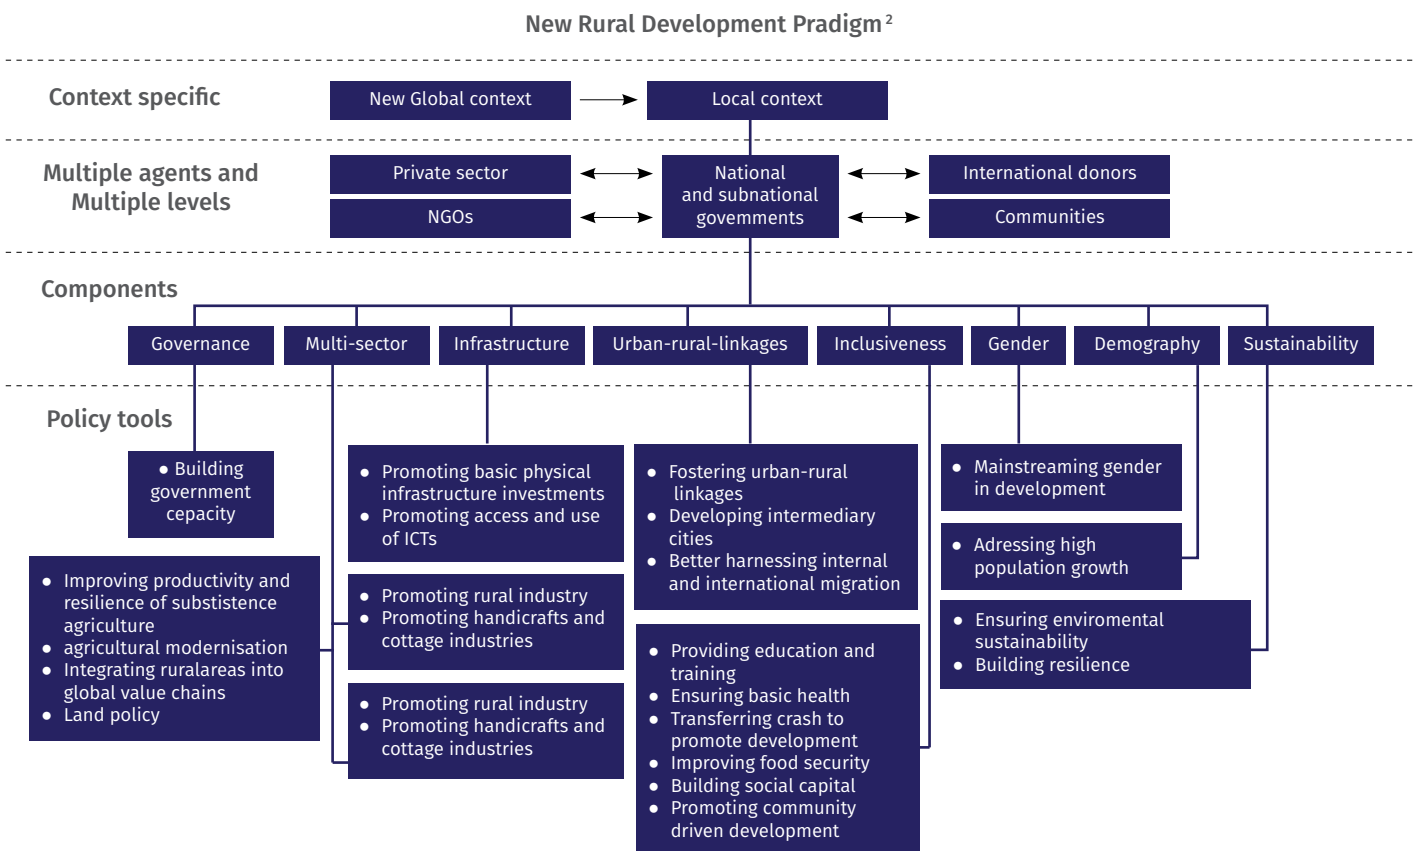 New Rural Development Pradigm 2
Context specific
New Global context
Local context
Multiple agents and
Multiple levels
Private sector
NGOs
National
and subnational
govemments
International donors
Communities
Components
Governance
Multi-sector
Infrastructure
Urban-rural-linkages
Inclusiveness
Gender
Demography
Sustainability
Policy tools
● Building
government
cepacity
● Improving productivity and
resilience of substistence
agriculture
● agricultural modernisation
● Integrating ruralareas into
global value chains
● Land policy
● Promoting basic physical
infrastructure investments
● Promoting access and use
of ICTs
● Promoting rural industry
● Promoting handicrafts and
cottage industries
● Promoting rural industry
● Promoting handicrafts and
cottage industries
● Fostering urban-rural
linkages
● Developing intermediary
cities
● Better harnessing internal
and international migration
● Providing education and
training
● Ensuring basic health
● Transferring crash to
promote development
● Improving food security
● Building social capital
● Promoting community
driven development
● Mainstreaming gender
in development
● Adressing high
population growth
● Ensuring enviromental
sustainability
● Building resilience